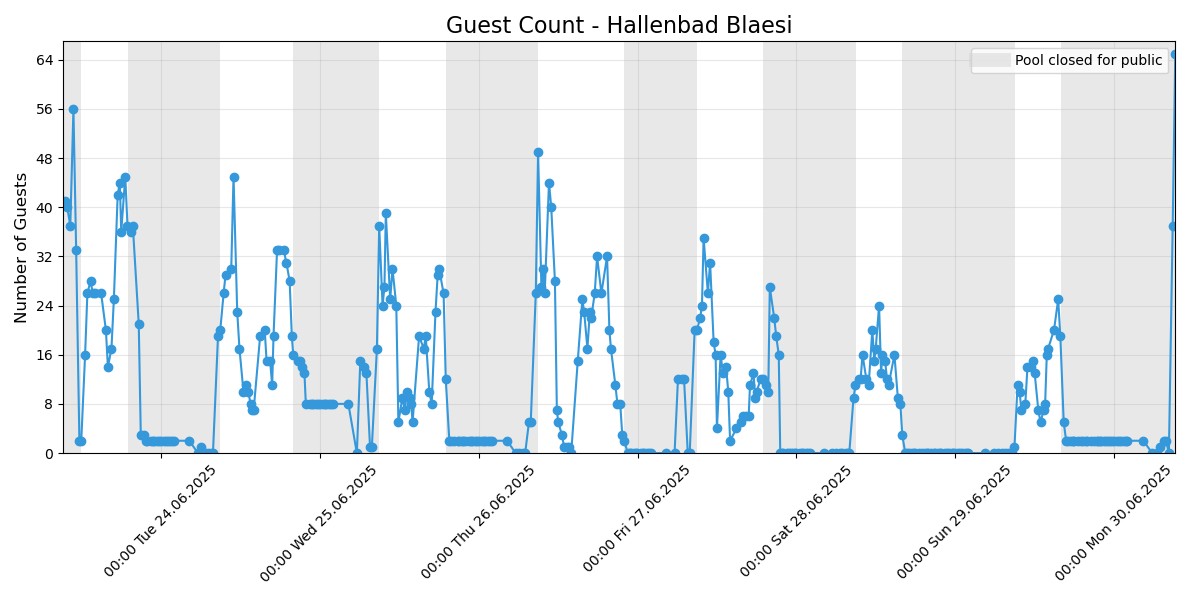 Guest Count - Hallenbad Blaesi
Pool closed for public
Number of Guests
64
56
48
40
32
24
16
8
0
00:00 Tue 24.06.2025
00:00 Wed 25.06.2025
00:00 Thu 26.06.2025
00:00 Fri 27.06.2025
00:00 Sat 28.06.2025
00:00 Sun 29.06.2025
00:00 Mon 30.06.2025